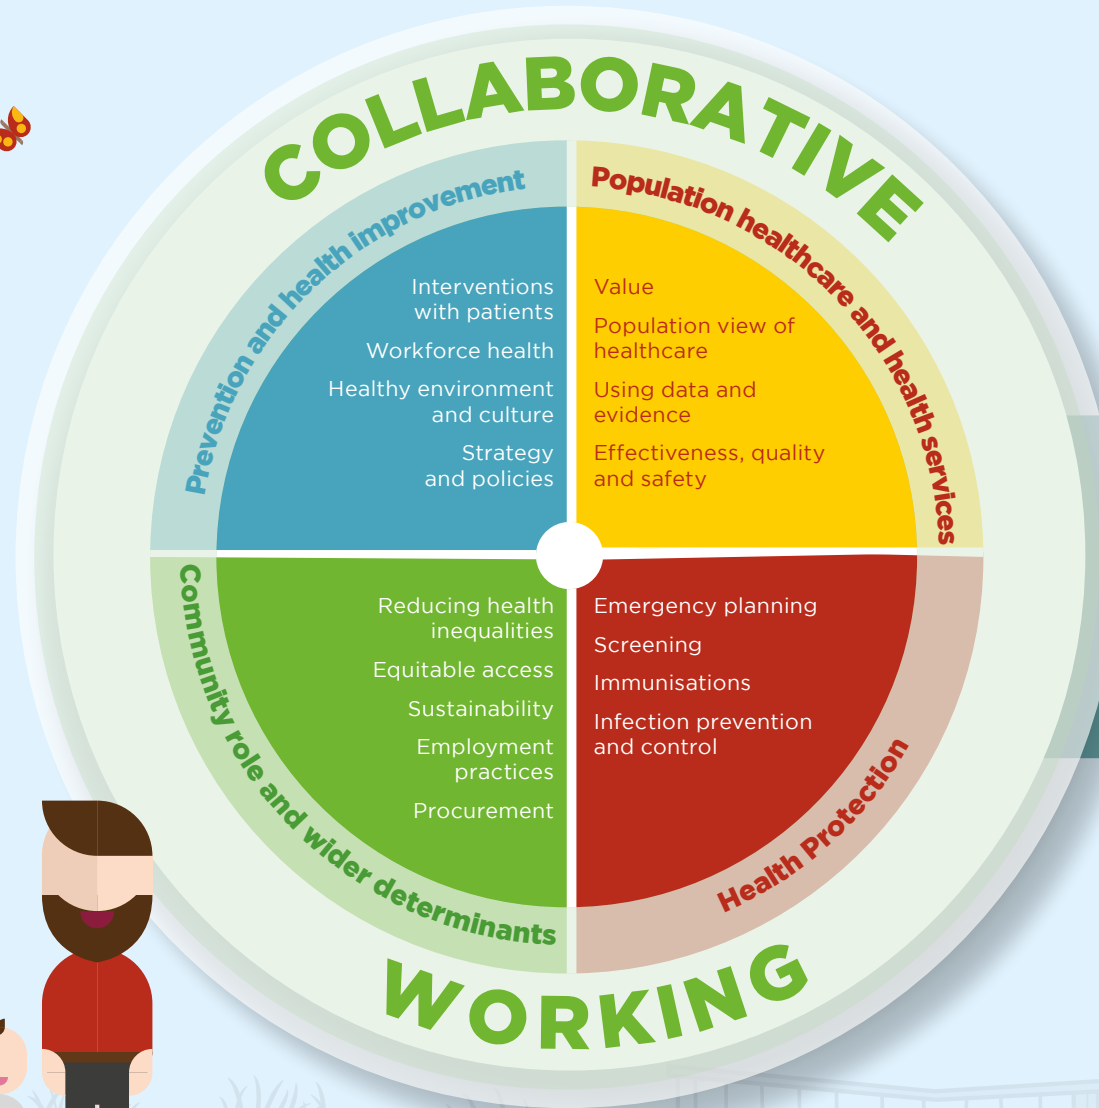 COLLABORATIVE
Prevention and health improvement
Interventions
with patients
Workforce health
Healthy environment
and culture
Strategy
and policies
Population healthcare and health services
Value
Population view of
healthcare
Using data and
evidence
Effectiveness, quality
and safety
Community role and wider determinants
Reducing health
inequalities
Equitable access
Sustainability
Employment
practices
Procurement
Health Protection
Emergency planning
Screening
Immunisations
Infection prevention
and control
WORKING